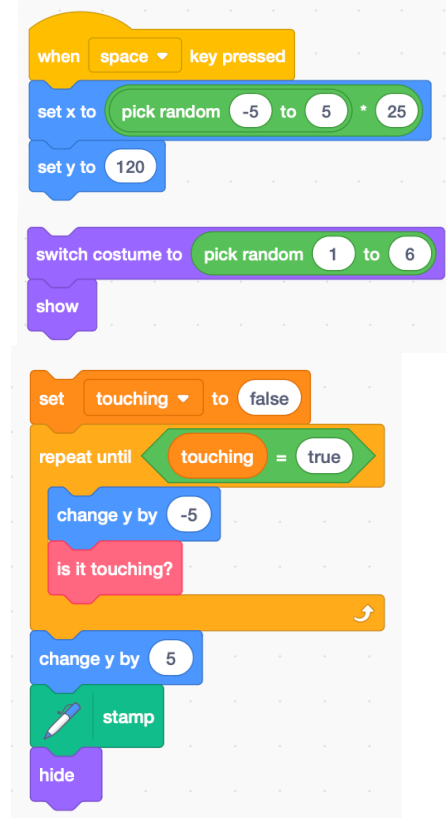 when space key pressed
set x to pick random -5 to 5 * 25
set y to 120
switch costume to pick random 1 to 6
show
set touching to false
repeat until touching = true
change y by -5
is it touching?
change y by 5
stamp
hide